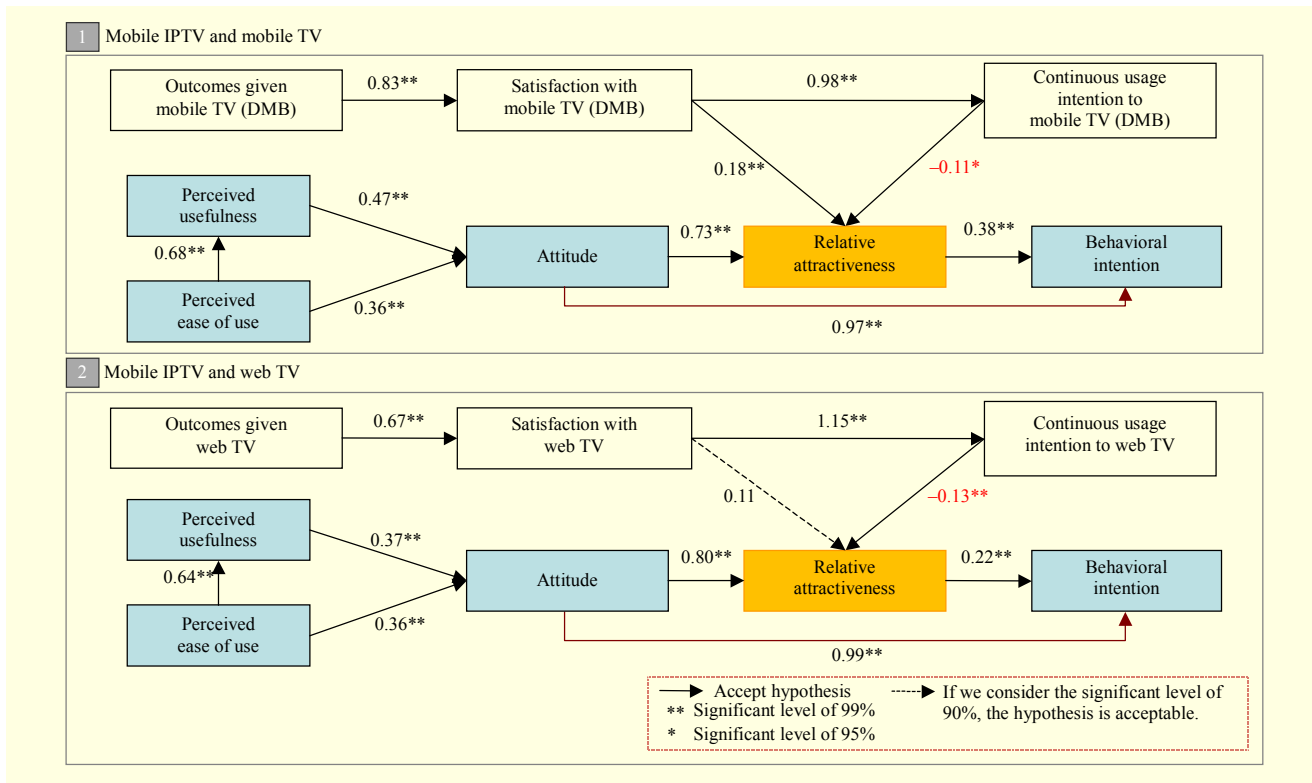 1 Mobile IPTV and mobile TV
Outcomes given
mobile TV (DMB)
0.83**
Satisfaction with
mobile TV (DMB)
0.98**
Continuous usage
intention to
mobile TV (DMB)
0.18**
–0.11*
Perceived
usefulness
0.47**
0.68**
Perceived
ease of use
0.36**
Attitude
0.73**
Relative
attractiveness
0.38**
Behavioral
intention
0.97**
2 Mobile IPTV and web TV
Outcomes given
web TV
0.67**
Satisfaction with
web TV
1.15**
Continuous usage
intention to web TV
0.11
–0.13**
Perceived
usefulness
0.37**
0.64**
Perceived
ease of use
0.36**
Attitude
0.80**
Relative
attractiveness
0.22**
Behavioral
intention
0.99**
Accept hypothesis
** Significant level of 99%
* Significant level of 95%
If we consider the significant level of
90%, the hypothesis is acceptable.